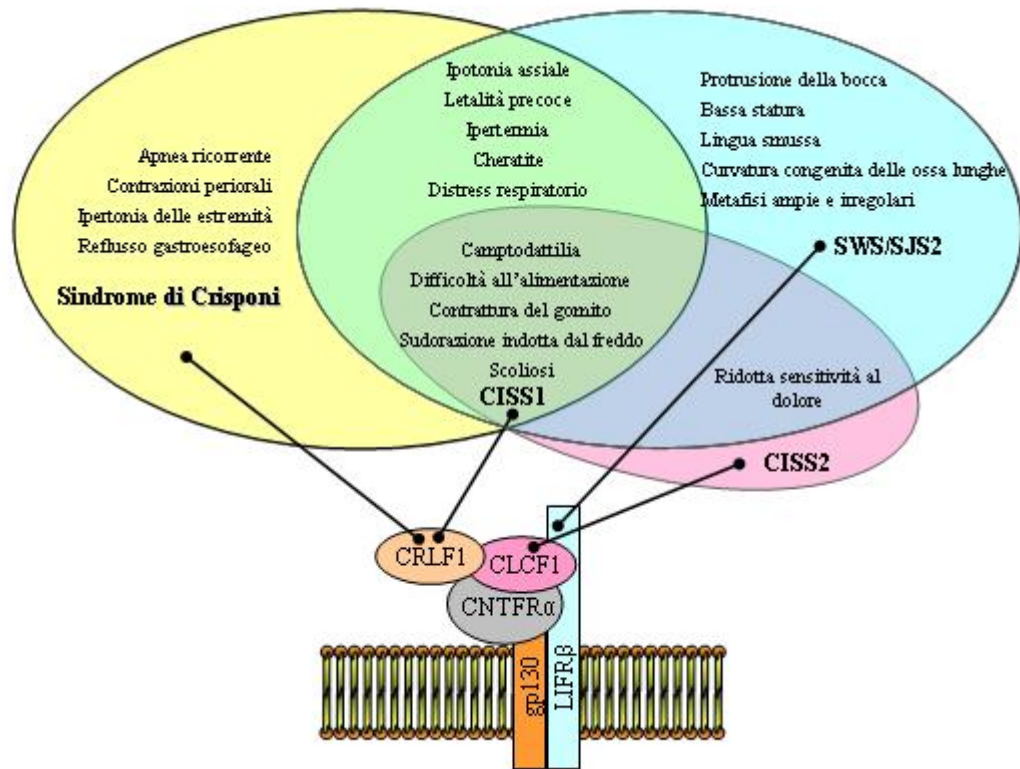 Ipotonia assiale
Letalità precoce
Ipertermia
Cheratite
Distress respiratorio
Protrusione della bocca
Bassa statura
Lingua smussa
Curvatura congenita delle ossa lunghe
Metafisi ampie e irregolari
SWS/SJS2
Apnea ricorrente
Contrazioni periorali
Ipertonia delle estremità
Reflusso gastroesofageo
Sindrome di Crisponi
Camptodattilia
Difficoltà all'alimentazione
Contrattura del gomito
Sudorazione indotta dal freddo
Scoliosi
CISS1
Ridotta sensitività al
dolore
CISS2
CRLF1
CLCF1
CNTFRα
gp130
LIFRβ